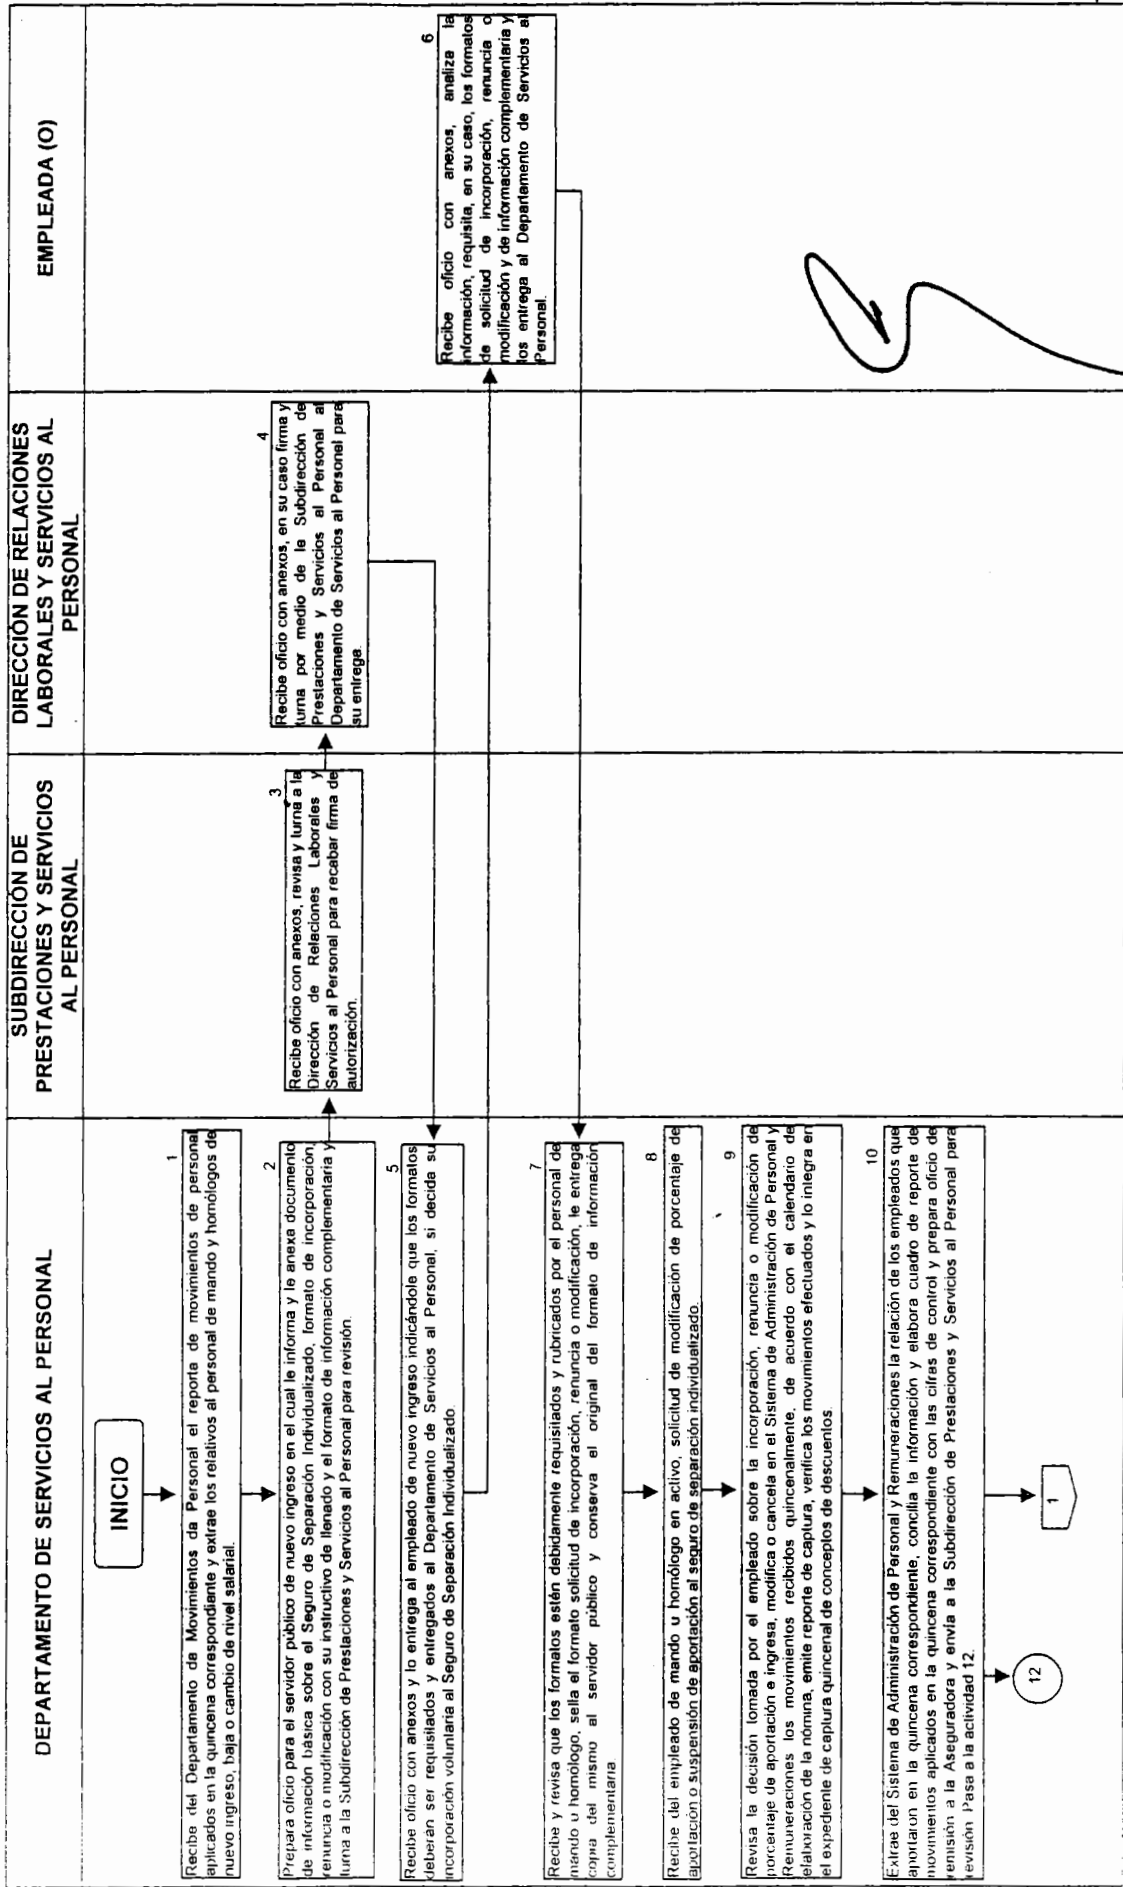 DEPARTAMENTO DE SERVICIOS AL PERSONAL
SUBDIRECCIÓN DE
PRESTACIONES Y SERVICIOS
AL PERSONAL
DIRECCIÓN DE RELACIONES
LABORALES Y SERVICIOS AL
PERSONAL
EMPLEADA (O)
INICIO
1
Recibe del Departamento de Movimientos de Personal el reporte de movimientos de personal
aplicados en la quincena correspondiente y extrae los relativos al personal de mando y homólogos de
nuevo ingreso, baja o cambio de nivel salarial.
2
Prepara oficio para el servidor público de nuevo ingreso en el cual le informa y le anexa documento
de información básica sobre el Seguro de Separación Individualizado, formato de incorporación,
renuncia o modificación con su instructivo de llenado y el formato de información complementaria y
turna a la Subdirección de Prestaciones y Servicios al Personal para revisión.
3
Recibe oficio con anexos, revisa y turna a la
Dirección de Relaciones Laborales y
Servicios al Personal para recabar firma de
autorización.
4
Recibe oficio con anexos, en su caso firma y
turna por medio de la Subdirección de
Prestaciones y Servicios al Personal al
Departamento de Servicios al Personal para
su entrega.
5
Recibe oficio con anexos y lo entrega al empleado de nuevo ingreso indicándole que los formatos
deberán ser requisitados y entregados al Departamento de Servicios al Personal, si decida su
incorporación voluntaria al Seguro de Separación Individualizado.
6
Recibe oficio con anexos, analiza la
información, requisita, en su caso, los formatos
de solicitud de incorporación, renuncia o
modificación y de información complementaria y
los entrega al Departamento de Servicios al
Personal.
7
Recibe y revisa que los formatos estén debidamente requisitados y rubricados por el personal de
mando u homólogo, sella el formato solicitud de incorporación, renuncia o modificación, le entrega
copia del mismo al servidor público y conserva el original del formato de información
complementaria
8
Recibe del empleado de mando u homólogo en activo, solicitud de modificación de porcentaje de
aportación o suspensión de aportación al seguro de separación individualizado.
9
Revisa la decisión tomada por el empleado sobre la incorporación, renuncia o modificación de
porcentaje de aportación e ingresa, modifica o cancela en el Sistema de Administración de Personal y
Remuneraciones los movimientos recibidos quincenalmente, de acuerdo con el calendario de
elaboración de la nómina, emite reporte de captura, verifica los movimientos efectuados y lo integra en
el expediente de captura quincenal de conceptos de descuentos.
10
Extrae del Sistema de Administración de Personal y Remuneraciones la relación de los empleados que
aportaron en la quincena correspondiente, concilia la información y elabora cuadro de reporte de
movimientos aplicados en la quincena correspondiente con las cifras de control y prepara oficio de
remisión a la Aseguradora y envía a la Subdirección de Prestaciones y Servicios al Personal para
revisión Pasa a la actividad 12.
12
1